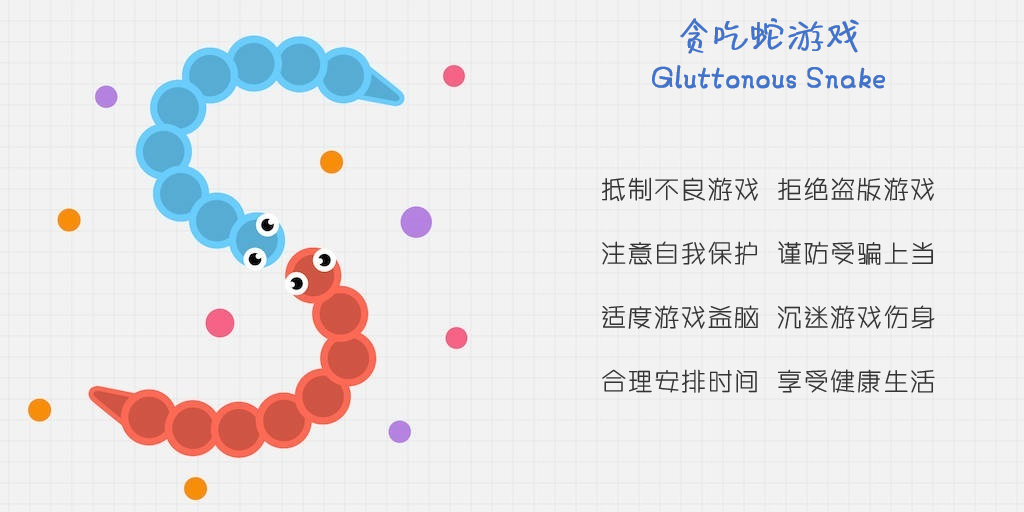 贪吃蛇游戏
Gluttonous Snake
抵制不良游戏 拒绝盗版游戏
注意自我保护 谨防受骗上当
适度游戏益脑 沉迷游戏伤身
合理安排时间 享受健康生活